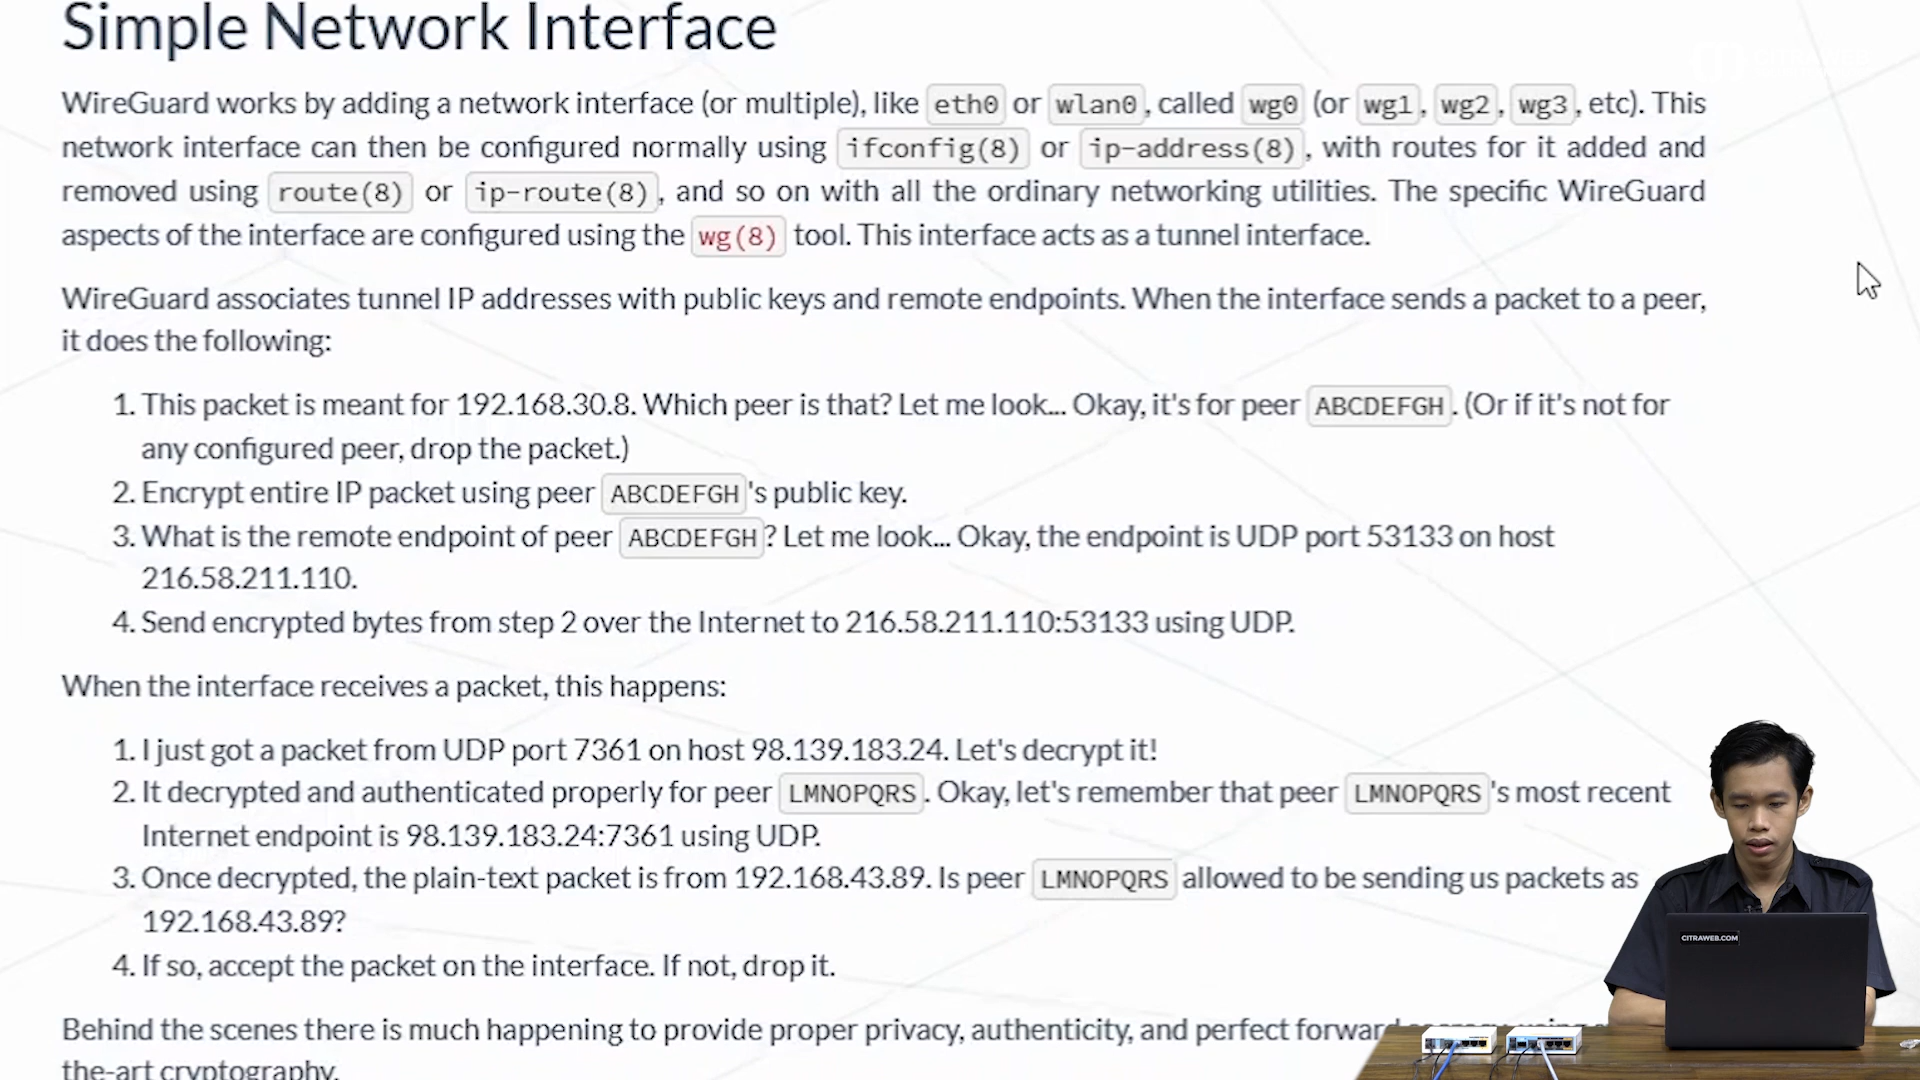 Simple Network Interface
CITRAWEB
WireGuard works by adding a network interface (or multiple), like eth0 or wlan0, called wg0 (or wg1, wg2, wg3, etc). This
network interface can then be configured normally using ifconfig(8) or ip-address(8), with routes for it added and
removed using route(8) or ip-route(8), and so on with all the ordinary networking utilities. The specific WireGuard
aspects of the interface are configured using the wg(8) tool. This interface acts as a tunnel interface.
WireGuard associates tunnel IP addresses with public keys and remote endpoints. When the interface sends a packet to a peer,
it does the following:
1. This packet is meant for 192.168.30.8. Which peer is that? Let me look... Okay, it's for peer ABCDEFGH. (Or if it's not for
any configured peer, drop the packet.)
2. Encrypt entire IP packet using peer ABCDEFGH's public key.
3. What is the remote endpoint of peer ABCDEFGH? Let me look... Okay, the endpoint is UDP port 53133 on host
216.58.211.110.
4. Send encrypted bytes from step 2 over the Internet to 216.58.211.110:53133 using UDP.
When the interface receives a packet, this happens:
1. I just got a packet from UDP port 7361 on host 98.139.183.24. Let's decrypt it!
2. It decrypted and authenticated properly for peer LMNOPQRS. Okay, let's remember that peer LMNOPQRS's most recent
Internet endpoint is 98.139.183.24:7361 using UDP.
3. Once decrypted, the plain-text packet is from 192.168.43.89. Is peer LMNOPQRS allowed to be sending us packets as
192.168.43.89?
4. If so, accept the packet on the interface. If not, drop it.
CITRAWEB.COM
Behind the scenes there is much happening to provide proper privacy, authenticity, and perfect forward
the-art cryptography.